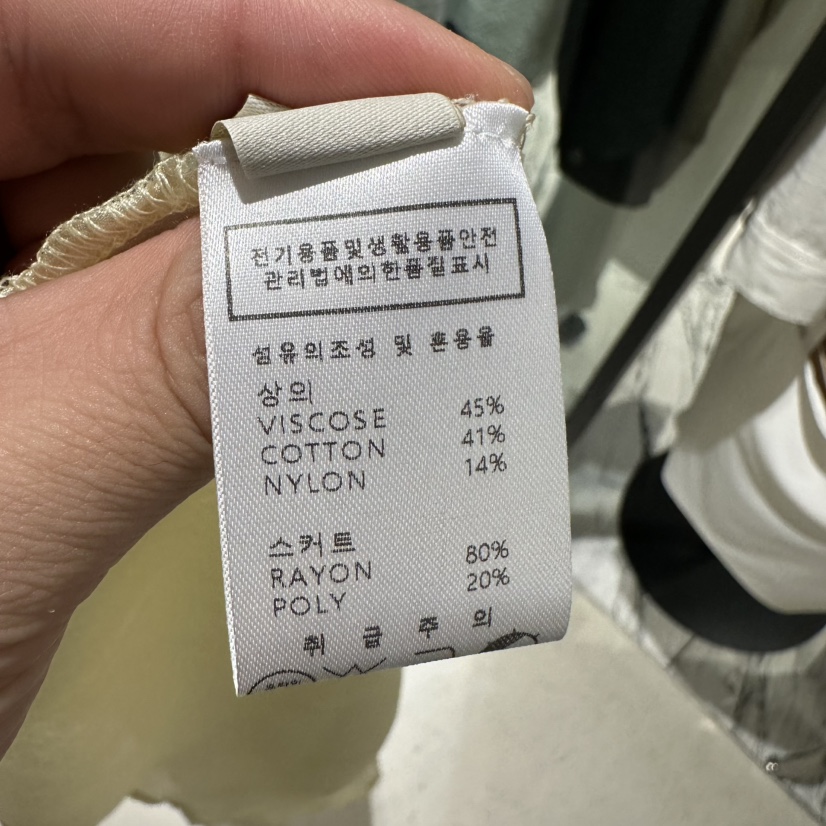 전기용품및생활용품안전
관리법에의한품질표시
섬유의조성 및 혼용율
상의
VISCOSE 45%
COTTON 41%
NYLON 14%
스커트
RAYON 80%
POLY 20%
취급주의